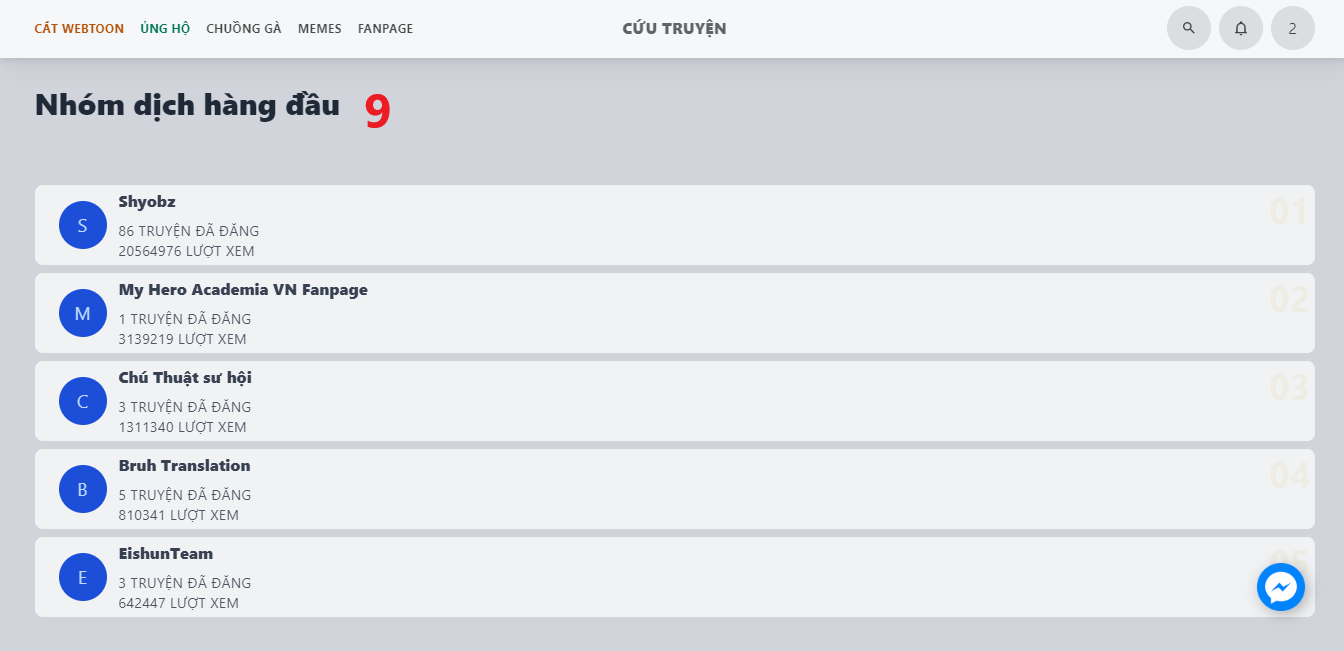 CẮT WEBTOON ỦNG HỘ CHUỒNG GÀ MEMES FANPAGE CỨU TRUYỆN 2
Nhóm dịch hàng đầu 9
S Shyobz 01
86 TRUYỆN ĐÃ ĐĂNG
20564976 LƯỢT XEM
M My Hero Academia VN Fanpage 02
1 TRUYỆN ĐÃ ĐĂNG
3139219 LƯỢT XEM
C Chú Thuật sư hội 03
3 TRUYỆN ĐÃ ĐĂNG
1311340 LƯỢT XEM
B Bruh Translation 04
5 TRUYỆN ĐÃ ĐĂNG
810341 LƯỢT XEM
E EishunTeam 05
3 TRUYỆN ĐÃ ĐĂNG
642447 LƯỢT XEM